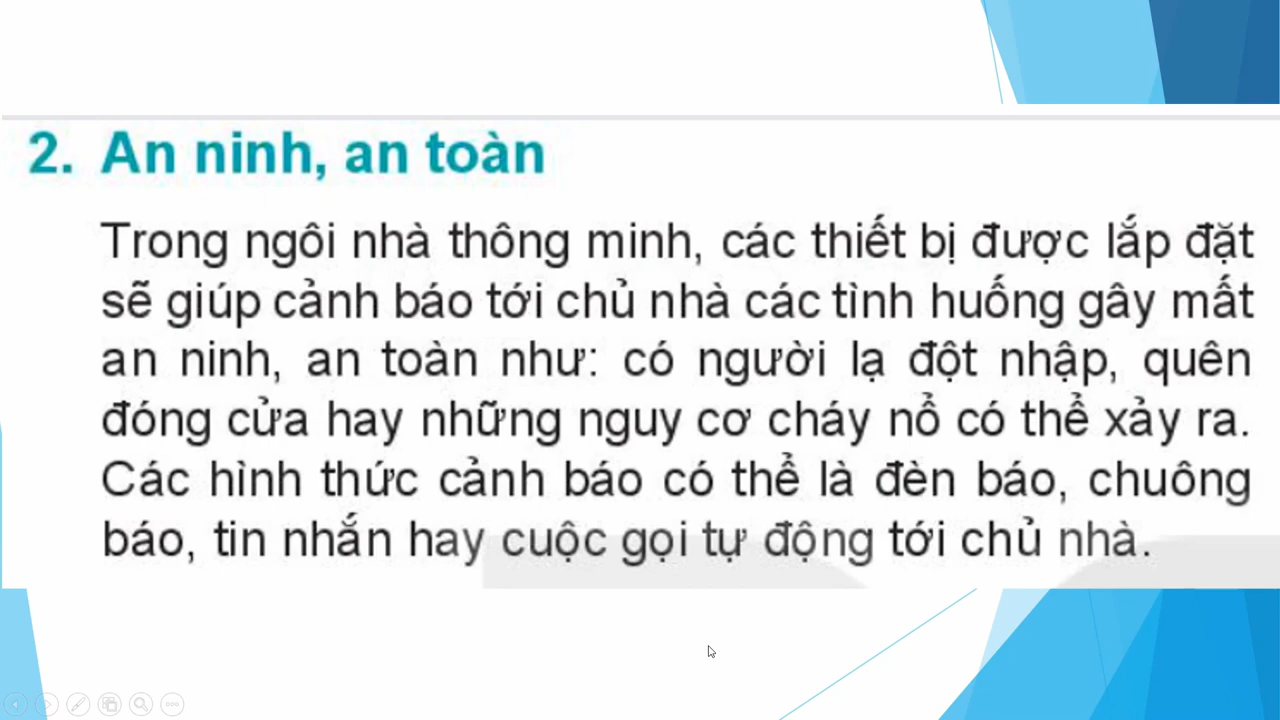 2. An ninh, an toàn
Trong ngôi nhà thông minh, các thiết bị được lắp đặt
sẽ giúp cảnh báo tới chủ nhà các tình huống gây mất
an ninh, an toàn như: có người lạ đột nhập, quên
đóng cửa hay những nguy cơ cháy nổ có thể xảy ra.
Các hình thức cảnh báo có thể là đèn báo, chuông
báo, tin nhắn hay cuộc gọi tự động tới chủ nhà.